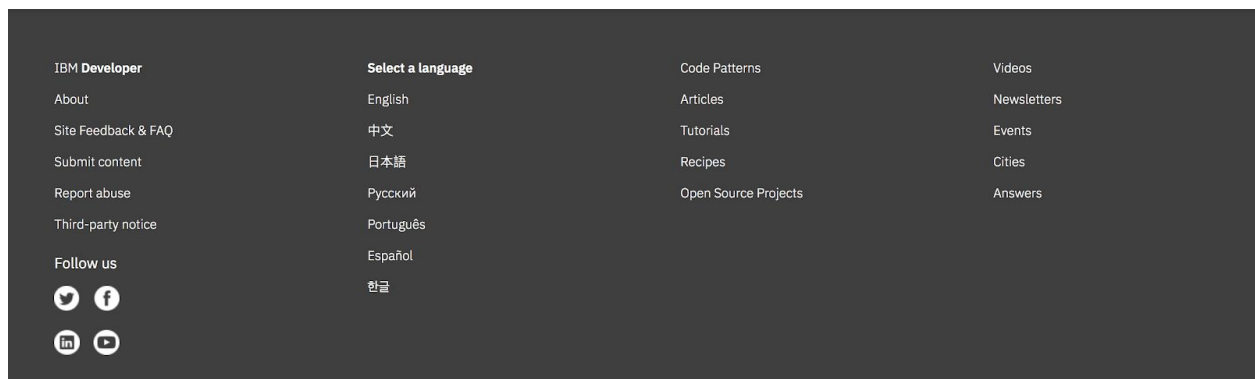 IBM Developer
About
Site Feedback & FAQ
Submit content
Report abuse
Third-party notice
Follow us
Select a language
English
中文
日本語
Русский
Português
Español
한글
Code Patterns
Articles
Tutorials
Recipes
Open Source Projects
Videos
Newsletters
Events
Cities
Answers